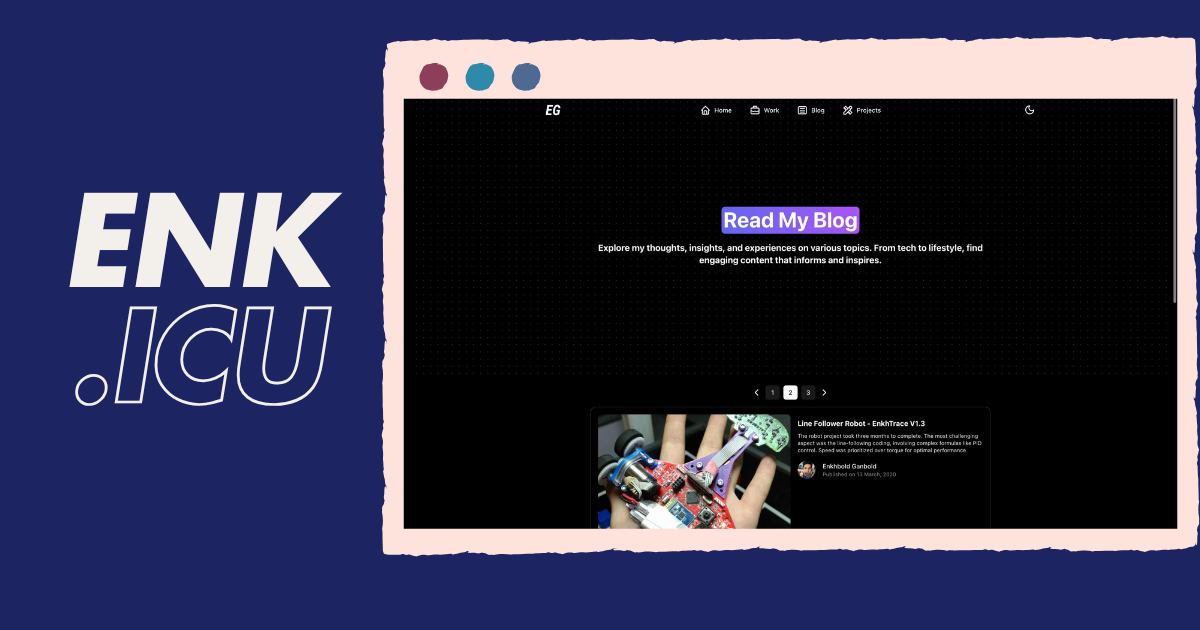 ENK
.ICU
EG
Home
Work
Blog
Projects
Read My Blog
Explore my thoughts, insights, and experiences on various topics. From tech to lifestyle, find
engaging content that informs and inspires.
1
2
3
Line Follower Robot - EnkhTrace V1.3
The robot project took three months to complete. The most challenging
aspect was the line-following coding, involving complex formulas like PID
control. Speed was prioritized over torque for optimal performance.
Enkhbold Ganbold
Published on 13 March, 2020